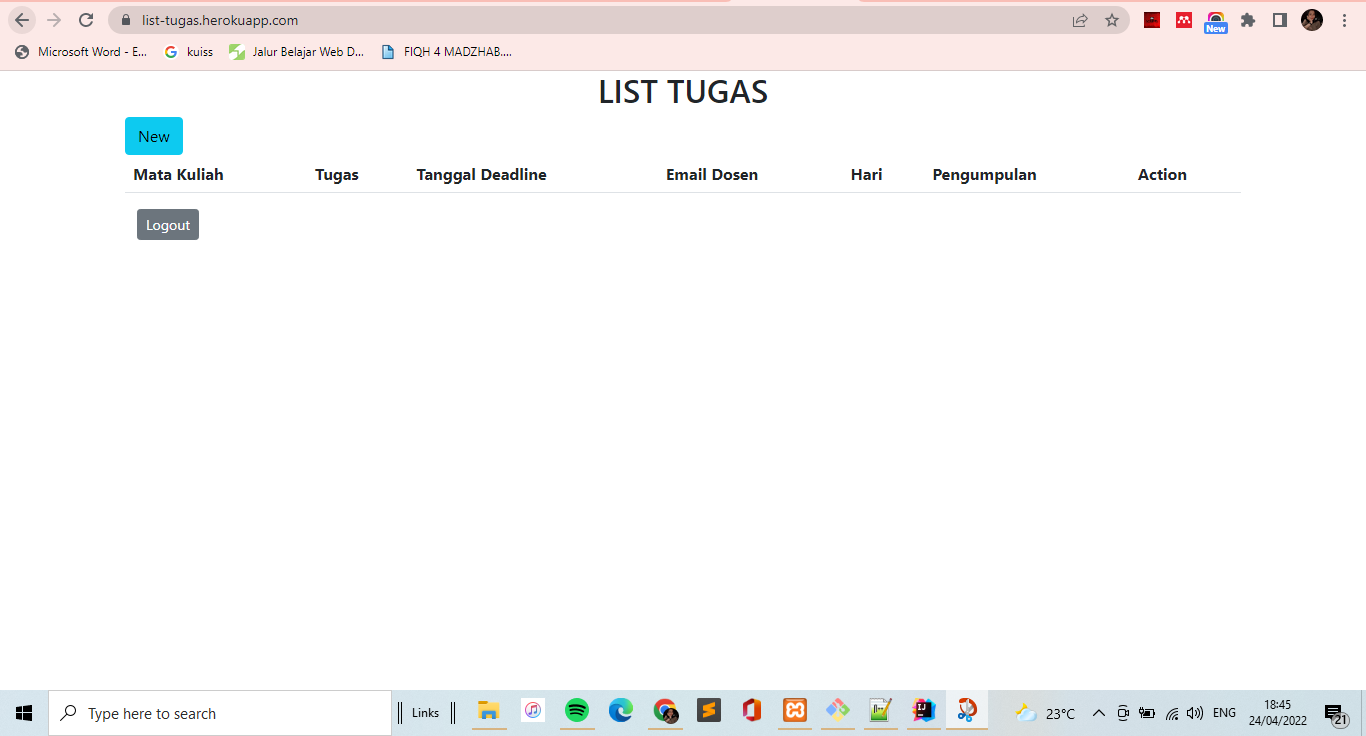 list-tugas.herokuapp.com
New
Microsoft Word - E... kuiss Jalur Belajar Web D... FIQH 4 MADZHAB....
LIST TUGAS
New
Mata Kuliah Tugas Tanggal Deadline Email Dosen Hari Pengumpulan Action
Logout
Type here to search Links 23°C ENG 18:45
24/04/2022 21